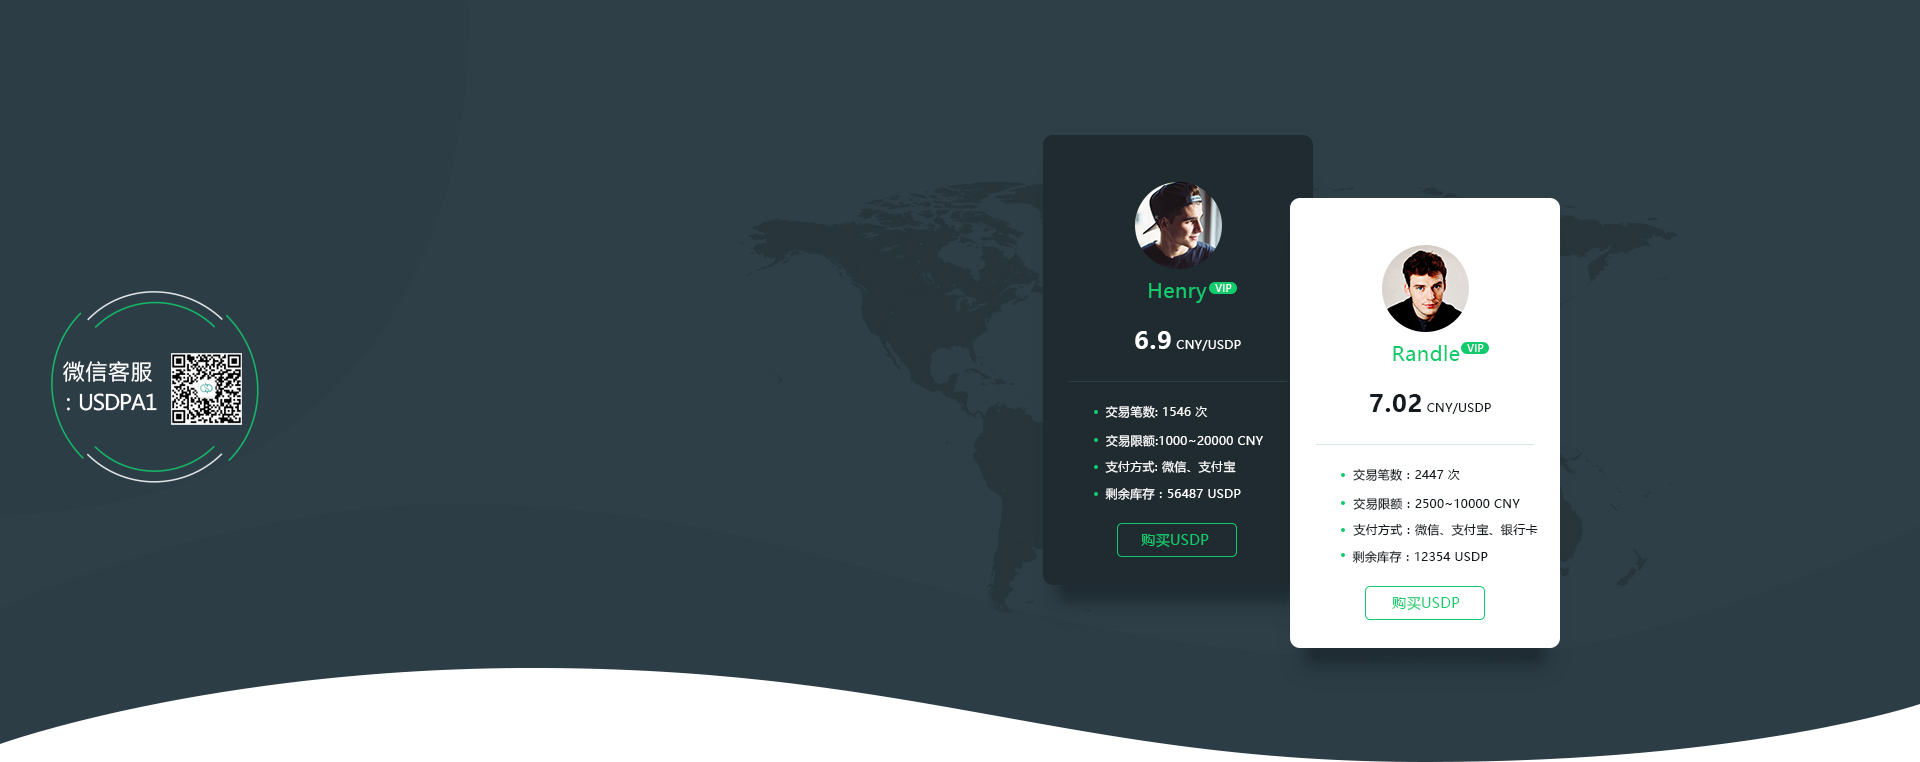 微信客服
: USDPA1
Henry VIP
6.9 CNY/USDP
交易笔数: 1546 次
交易限额:1000~20000 CNY
支付方式: 微信、支付宝
剩余库存：56487 USDP
购买USDP
Randle VIP
7.02 CNY/USDP
交易笔数：2447 次
交易限额：2500~10000 CNY
支付方式：微信、支付宝、银行卡
剩余库存：12354 USDP
购买USDP